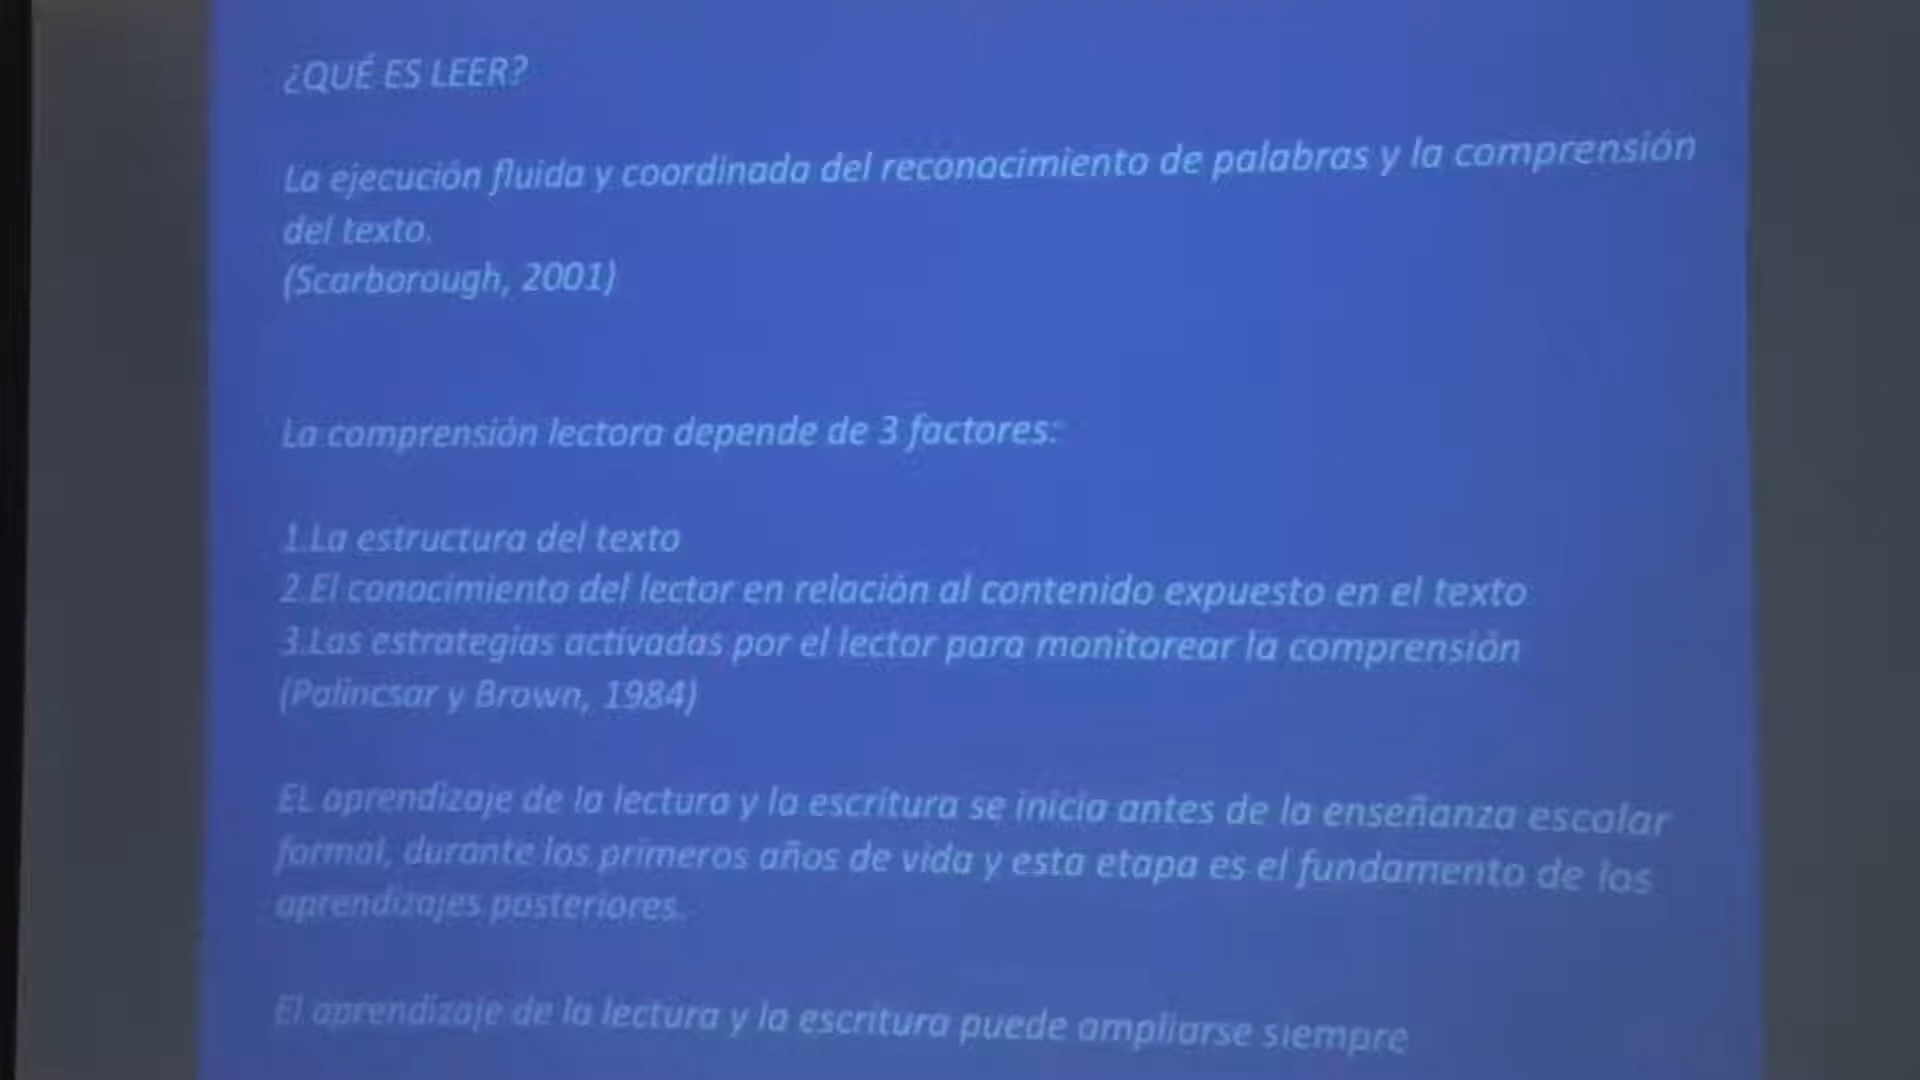 ¿QUÉ ES LEER?
La ejecución fluida y coordinada del reconocimiento de palabras y la comprensión
del texto.
(Scarborough, 2001)
La comprensión lectora depende de 3 factores:
1.La estructura del texto
2.El conocimiento del lector en relación al contenido expuesto en el texto
3.Las estrategias activadas por el lector para monitorear la comprensión
(Palincsar y Brown, 1984)
EL aprendizaje de la lectura y la escritura se inicia antes de la enseñanza escolar
formal, durante los primeros años de vida y esta etapa es el fundamento de los
aprendizajes posteriores.
El aprendizaje de la lectura y la escritura puede ampliarse siempre